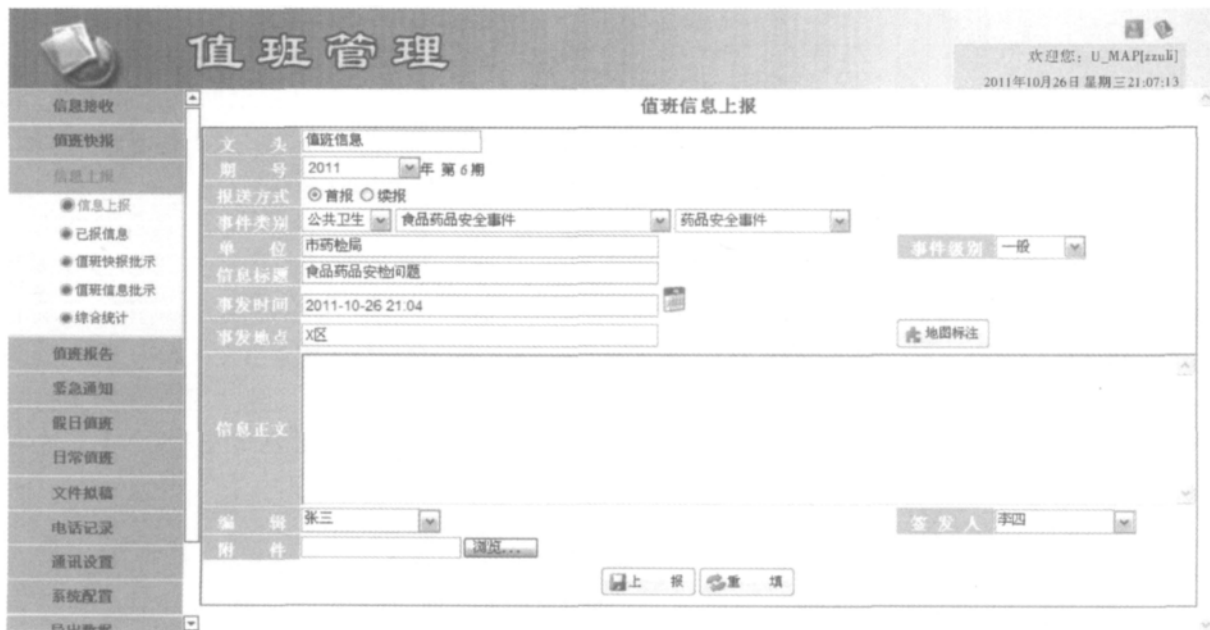 值班管理
欢迎您：U_MAP[zzuli]
2011年10月26日 星期三21:07:13
信息接收
值班快报
信息上报
信息上报
已报信息
值班快报批示
值班信息批示
综合统计
值班报告
紧急通知
假日值班
日常值班
文件拟稿
电话记录
通讯设置
系统配置
导出数据
值班信息上报
文 头 值班信息
期 号 2011 年 第 6 期
报送方式 首报 续报
事件类别 公共卫生 食品药品安全事件 药品安全事件
单 位 市药检局 事件级别 一般
信息标题 食品药品安检问题
事发时间 2011-10-26 21:04
事发地点 X区 地图标注
信息正文
编 辑 张三 签 发 人 李四
附 件 浏览...
上 报 重 填